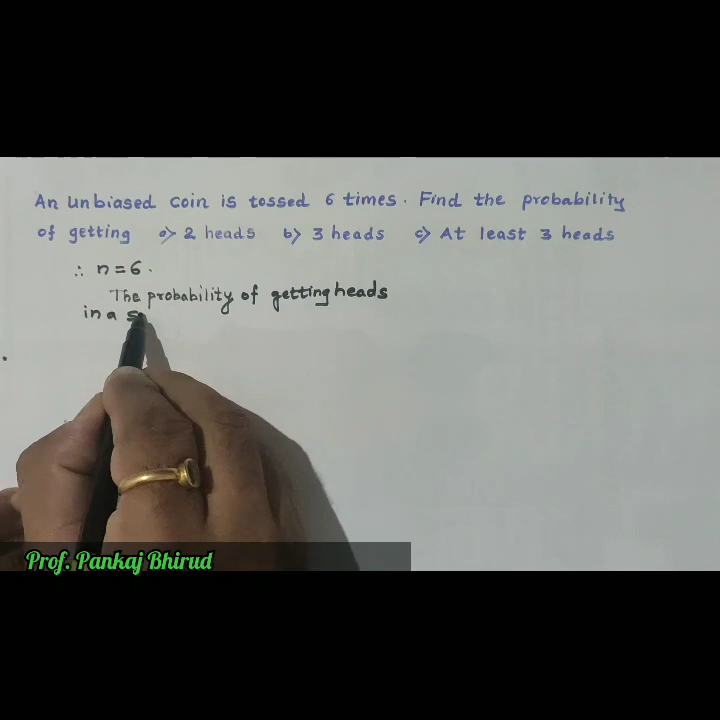 An unbiased coin is tossed 6 times. Find the probability
of getting a) 2 heads b) 3 heads c) At least 3 heads
∴ n = 6.
The probability of getting heads
in a s
Prof. Pankaj Bhirud